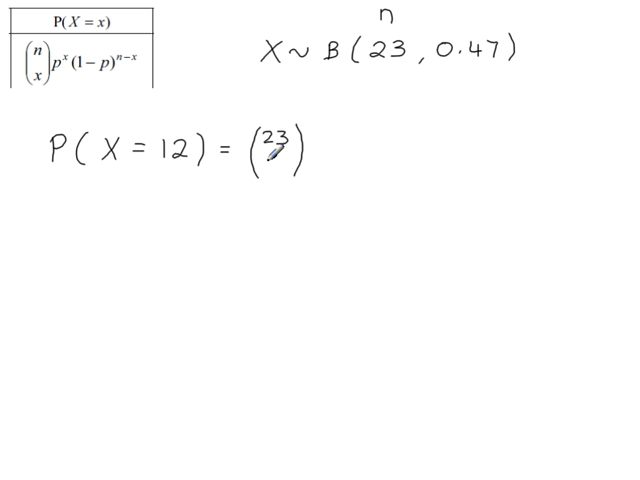 P(X = x)
(n x) p^x (1 − p)^{n−x}
n
X ~ B ( 23 , 0.47 )
P ( X = 12 ) = ( 23 )